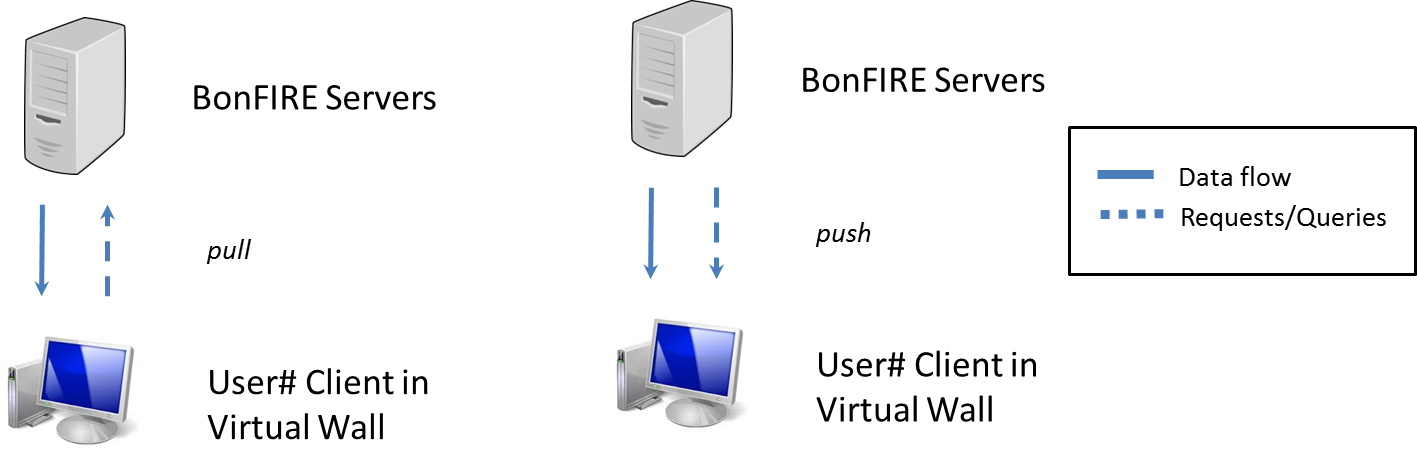 BonFIRE Servers
pull
User# Client in
Virtual Wall
BonFIRE Servers
push
User# Client in
Virtual Wall
Data flow
Requests/Queries